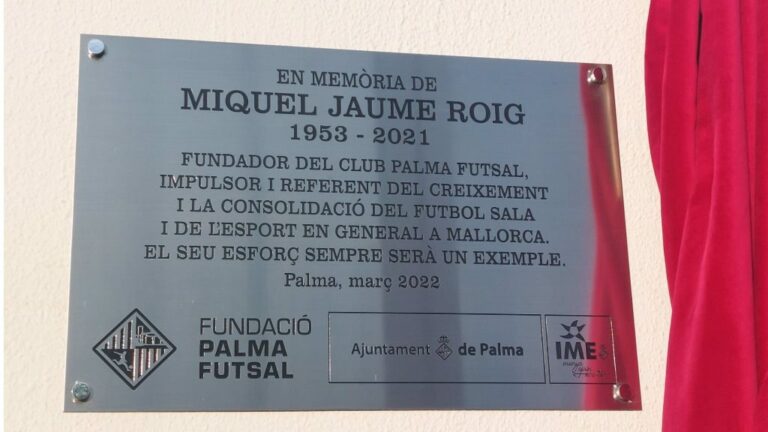 EN MEMÒRIA DE
MIQUEL JAUME ROIG
1953 - 2021
FUNDADOR DEL CLUB PALMA FUTSAL,
IMPULSOR I REFERENT DEL CREIXEMENT
I LA CONSOLIDACIÓ DEL FUTBOL SALA
I DE L'ESPORT EN GENERAL A MALLORCA.
EL SEU ESFORÇ SEMPRE SERÀ UN EXEMPLE.
Palma, març 2022
FUNDACIÓ
PALMA
FUTSAL
Ajuntament de Palma
IME